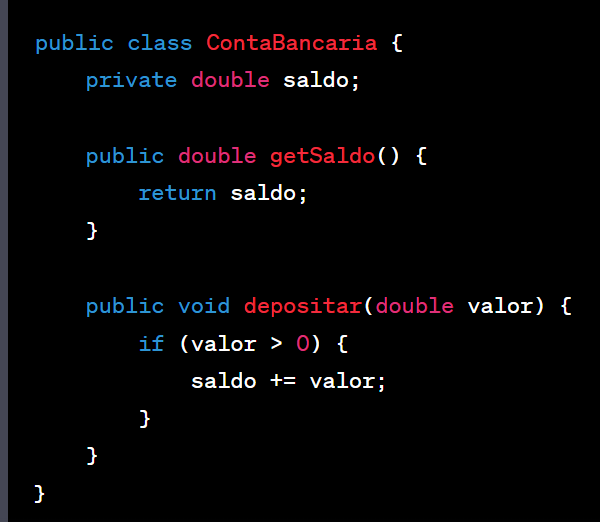 public class ContaBancaria {
    private double saldo;

    public double getSaldo() {
        return saldo;
    }

    public void depositar(double valor) {
        if (valor > 0) {
            saldo += valor;
        }
    }
}